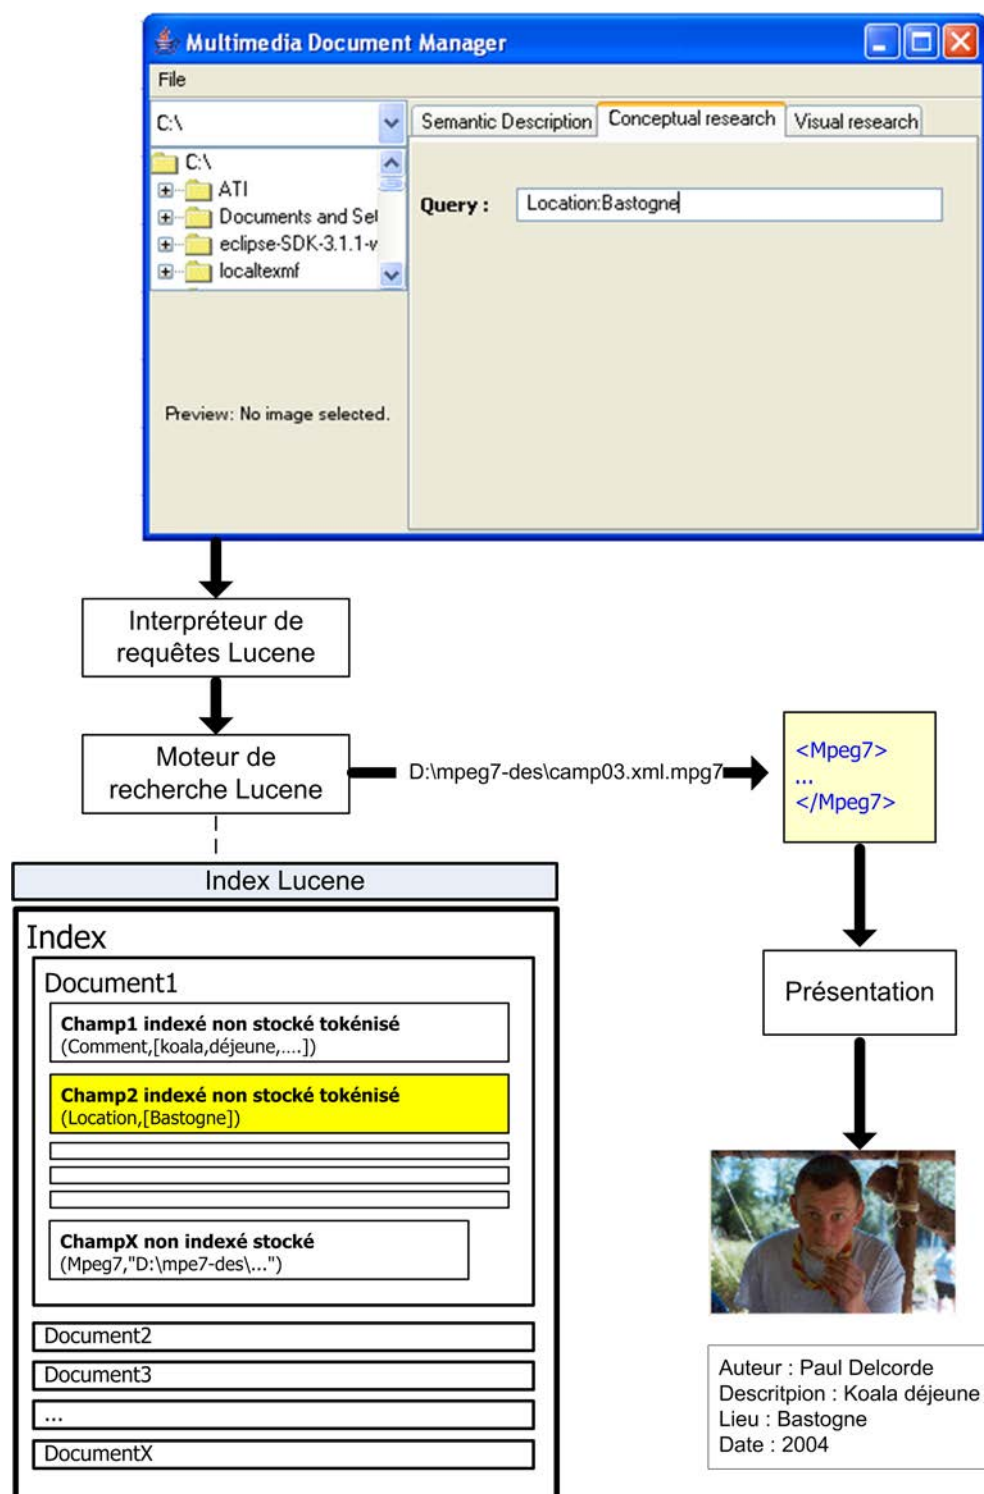 Multimedia Document Manager
File
C:\
Semantic Description
Conceptual research
Visual research
C:\
ATI
Documents and Set
eclipse-SDK-3.1.1-w
localtexmf
Query :
Location:Bastogne
Preview: No image selected.
Interpréteur de
requêtes Lucene
Moteur de
recherche Lucene
D:\mpeg7-des\camp03.xml.mpg7
<Mpeg7>
...
</Mpeg7>
Index Lucene
Index
Document1
Champ1 indexé non stocké tokénisé
(Comment,[koala,déjeune,....])
Champ2 indexé non stocké tokénisé
(Location,[Bastogne])
ChampX non indexé stocké
(Mpeg7,"D:\mpe7-des\...")
Document2
Document3
...
DocumentX
Présentation
Auteur : Paul Delcorde
Descritpion : Koala déjeune
Lieu : Bastogne
Date : 2004